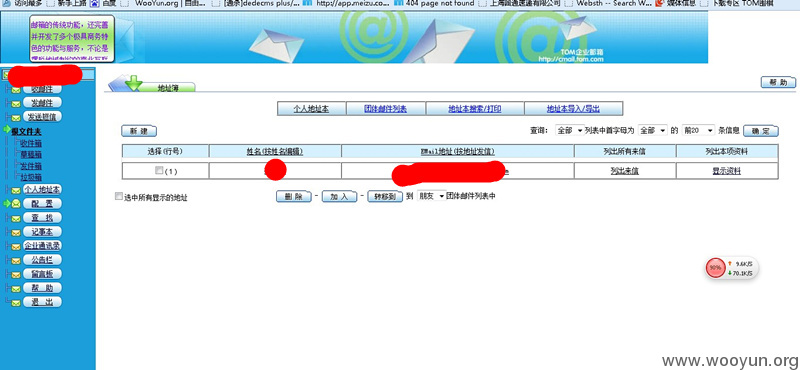 访问最多 新手上路 百度 WooYun.org | 自由... [通杀]dedecms plus/... http://app.meizu.co... 404 page not found 上海圆通速递有限公司 Websth -- Search W... 媒体信息 下载专区 TOM围棋
邮箱的传统功能，还完善
并开发了多个极具商务特
色的功能与服务，不论是
TOM企业邮箱
http://cmail.tom.com
收邮件
发邮件
发送短信
根文件夹
收件箱
草稿箱
发件箱
垃圾箱
个人地址本
配 置
查 找
记事本
企业通讯录
公告栏
留言板
帮 助
退 出
地址簿
帮 助
个人地址本 团体邮件列表 地址本搜索/打印 地址本导入/导出
新 建 查询: 全部 列表中首字母为 全部 的 前20 条信息 确 定
选择(行号) 姓名(按姓名编辑) EMail地址(按地址发信) 列出所有来信 列出本项资料
(1) 列出来信 显示资料
选中所有显示的地址 删 除 - 加 入 - 转移到 到 朋友 团体邮件列表中
90% 9.6K/S
70.1K/S
www.wooyun.org